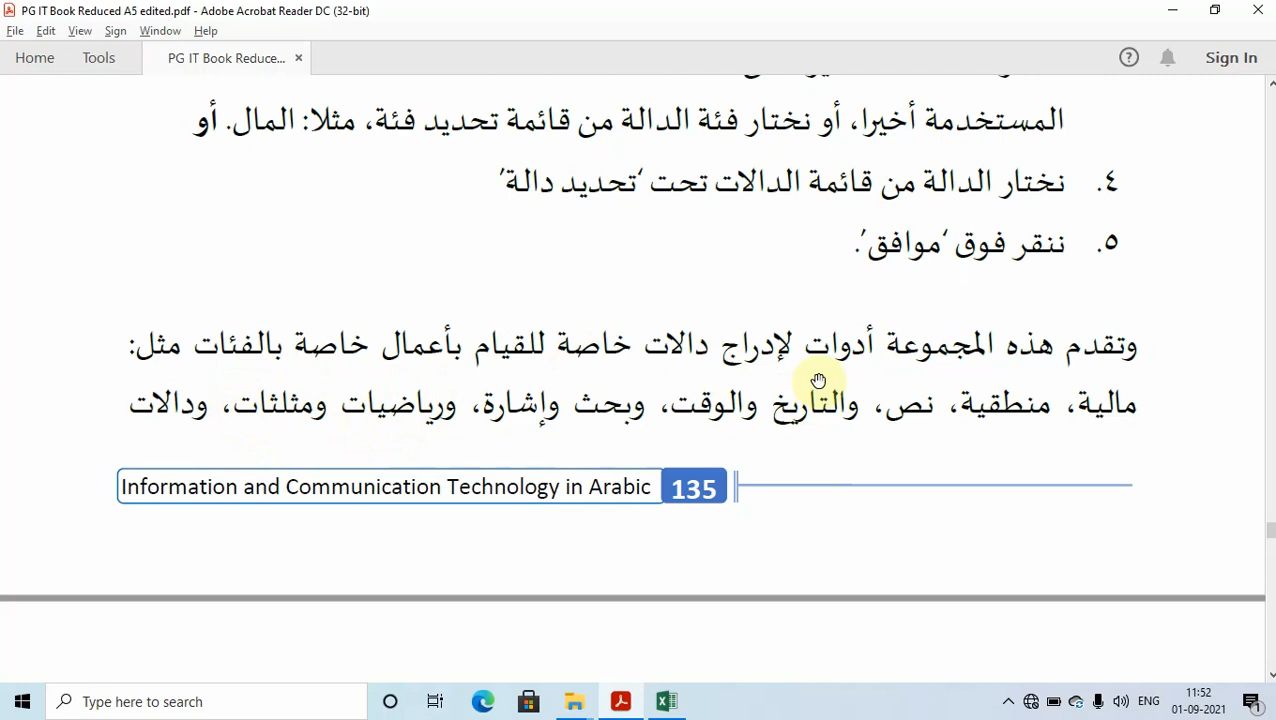 PG IT Book Reduced A5 edited.pdf - Adobe Acrobat Reader DC (32-bit)
File Edit View Sign Window Help
Home Tools PG IT Book Reduce... × ? Sign In
المستخدمة أخيرا، أو نختار فئة الدالة من قائمة تحديد فئة، مثلا: المال. أو
٤. نختار الدالة من قائمة الدالات تحت ‘تحديد دالة’
٥. ننقر فوق ‘موافق’.
وتقدم هذه المجموعة أدوات لإدراج دالات خاصة للقيام بأعمال خاصة بالفئات مثل:
مالية، منطقية، نص، والتاريخ والوقت، وبحث وإشارة، ورياضيات ومثلثات، ودالات
Information and Communication Technology in Arabic 135
Type here to search
ENG
11:52
01-09-2021
1